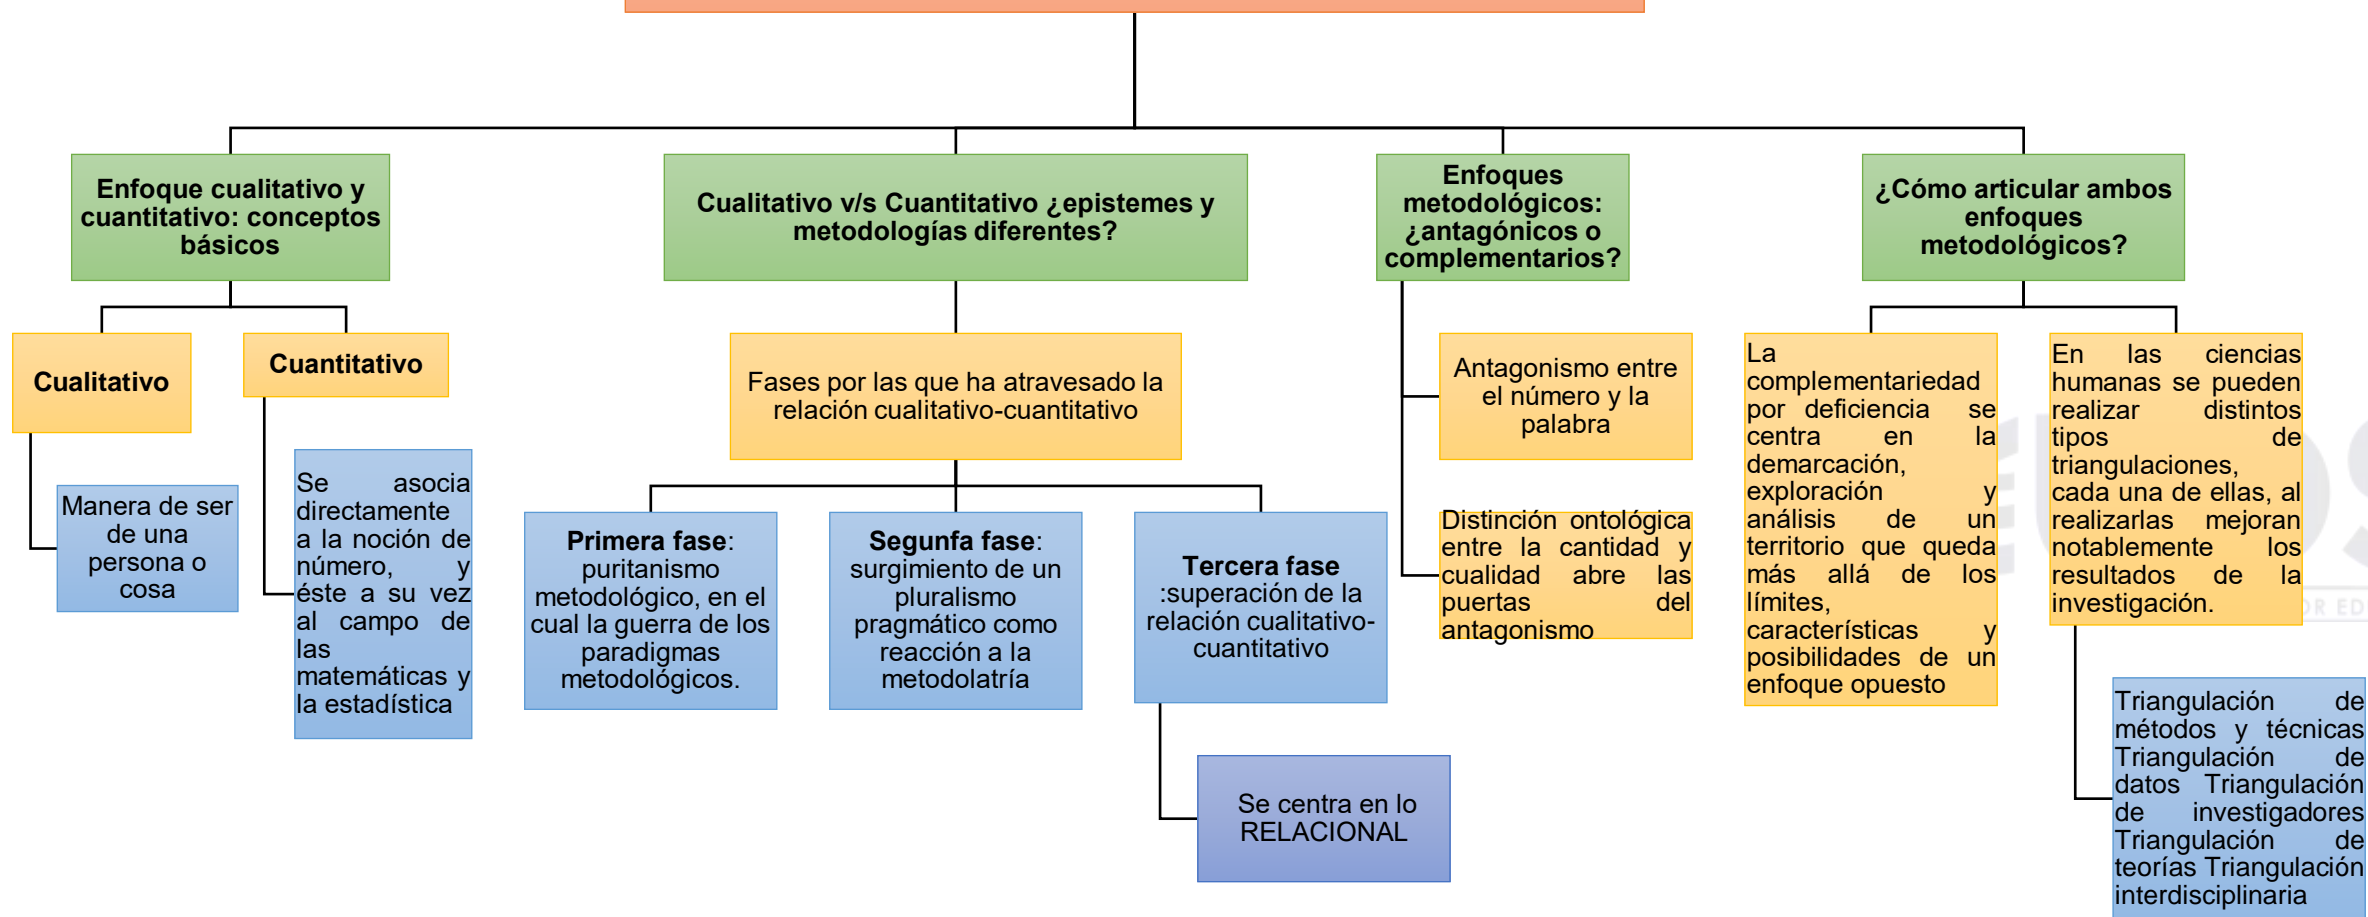 Enfoque cualitativo y
cuantitativo: conceptos
básicos
Cualitativo
Manera de ser
de una
persona o
cosa
Cuantitativo
Se asocia
directamente
a la noción de
número, y
éste a su vez
al campo de
las
matemáticas y
la estadística
Cualitativo v/s Cuantitativo ¿epistemes y
metodologías diferentes?
Fases por las que ha atravesado la
relación cualitativo-cuantitativo
Primera fase:
puritanismo
metodológico, en el
cual la guerra de los
paradigmas
metodológicos.
Segunfa fase:
surgimiento de un
pluralismo
pragmático como
reacción a la
metodolatría
Tercera fase
:superación de la
relación cualitativo-
cuantitativo
Se centra en lo
RELACIONAL
Enfoques
metodológicos:
¿antagónicos o
complementarios?
Antagonismo entre
el número y la
palabra
Distinción ontológica
entre la cantidad y
cualidad abre las
puertas del
antagonismo
¿Cómo articular ambos
enfoques
metodológicos?
La
complementariedad
por deficiencia se
centra en la
demarcación,
exploración y
análisis de un
territorio que queda
más allá de los
límites,
características y
posibilidades de un
enfoque opuesto
En las ciencias
humanas se pueden
realizar distintos
tipos de
triangulaciones,
cada una de ellas, al
realizarlas mejoran
notablemente los
resultados de la
investigación.
Triangulación de
métodos y técnicas
Triangulación de
datos Triangulación
de investigadores
Triangulación de
teorías Triangulación
interdisciplinaria